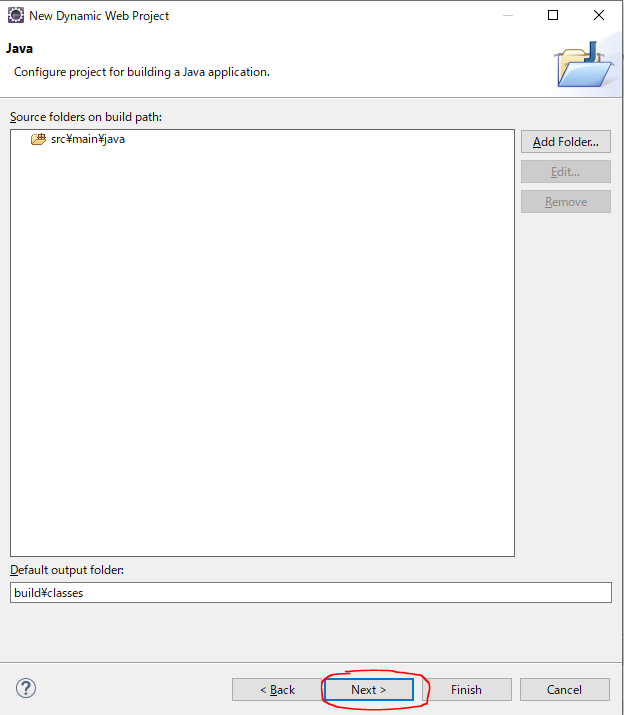 New Dynamic Web Project
Java
Configure project for building a Java application.
Source folders on build path:
src¥main¥java
Add Folder...
Edit...
Remove
Default output folder:
build¥classes
?
< Back
Next >
Finish
Cancel